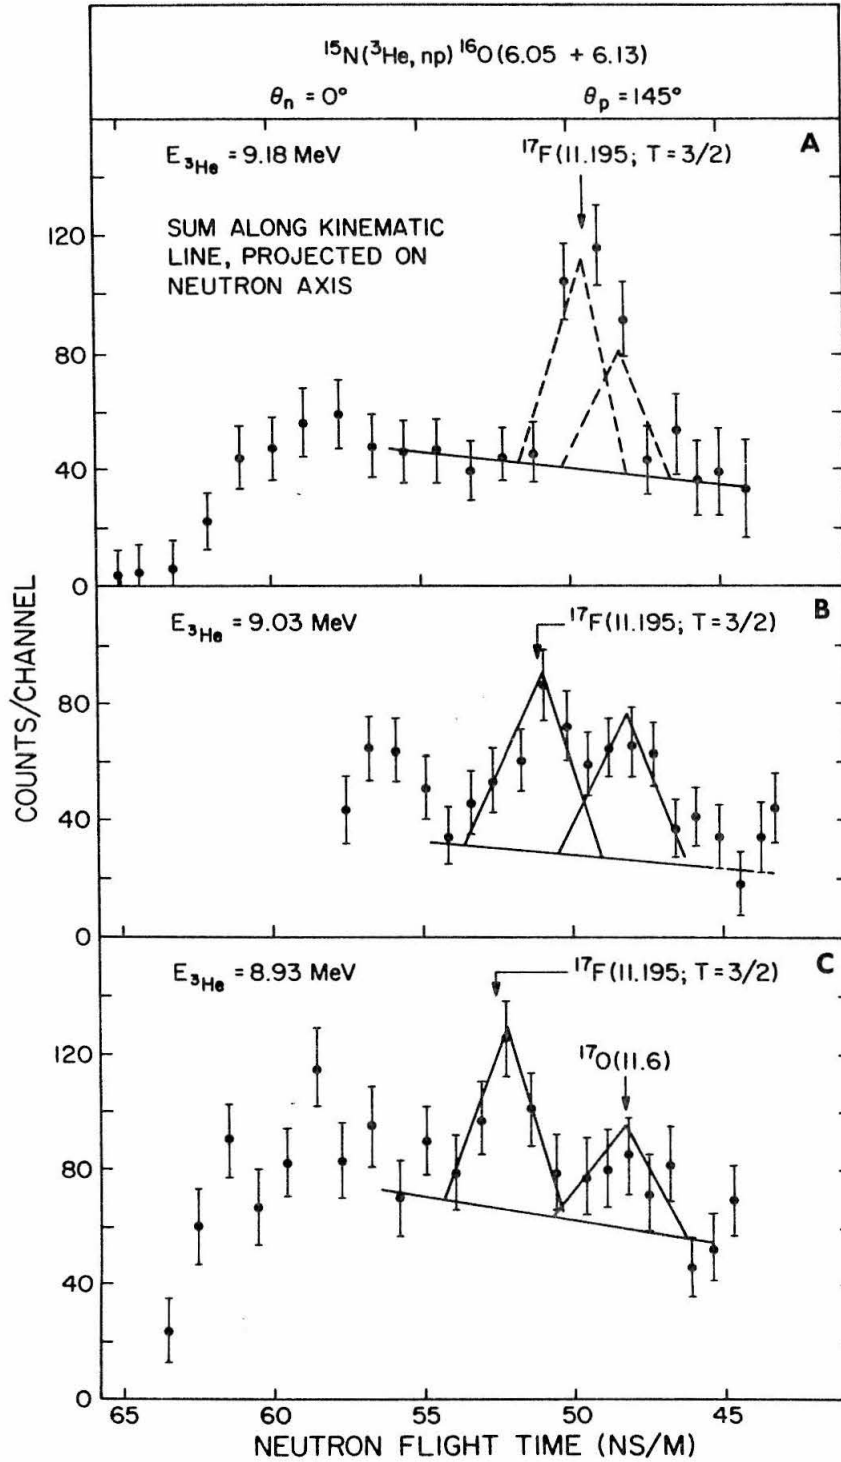 ¹⁵N(³He, np) ¹⁶O(6.05 + 6.13)
θₙ = 0° θₚ = 145°
A
E₃He = 9.18 MeV ¹⁷F(11.195; T = 3/2)
SUM ALONG KINEMATIC
LINE, PROJECTED ON
NEUTRON AXIS
120
80
40
0
B
E₃He = 9.03 MeV ¹⁷F(11.195; T = 3/2)
80
40
0
C
E₃He = 8.93 MeV ¹⁷F(11.195; T = 3/2)
¹⁷O(11.6)
120
80
40
0
COUNTS/CHANNEL
65 60 55 50 45
NEUTRON FLIGHT TIME (NS/M)